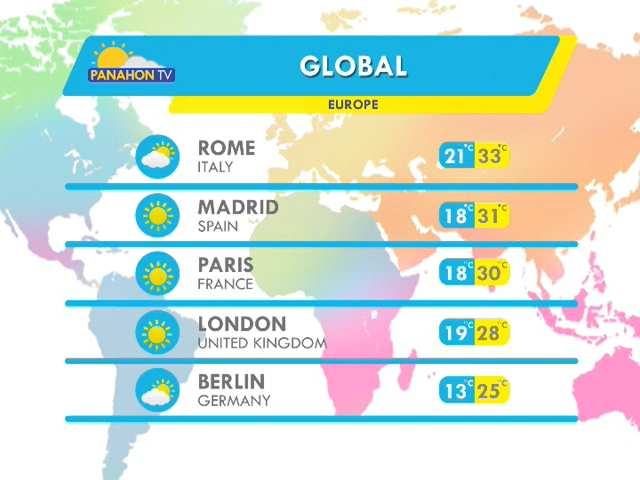 PANAHON TV
GLOBAL
EUROPE
ROME
ITALY
21°C 33°C
MADRID
SPAIN
18°C 31°C
PARIS
FRANCE
18°C 30°C
LONDON
UNITED KINGDOM
19°C 28°C
BERLIN
GERMANY
13°C 25°C